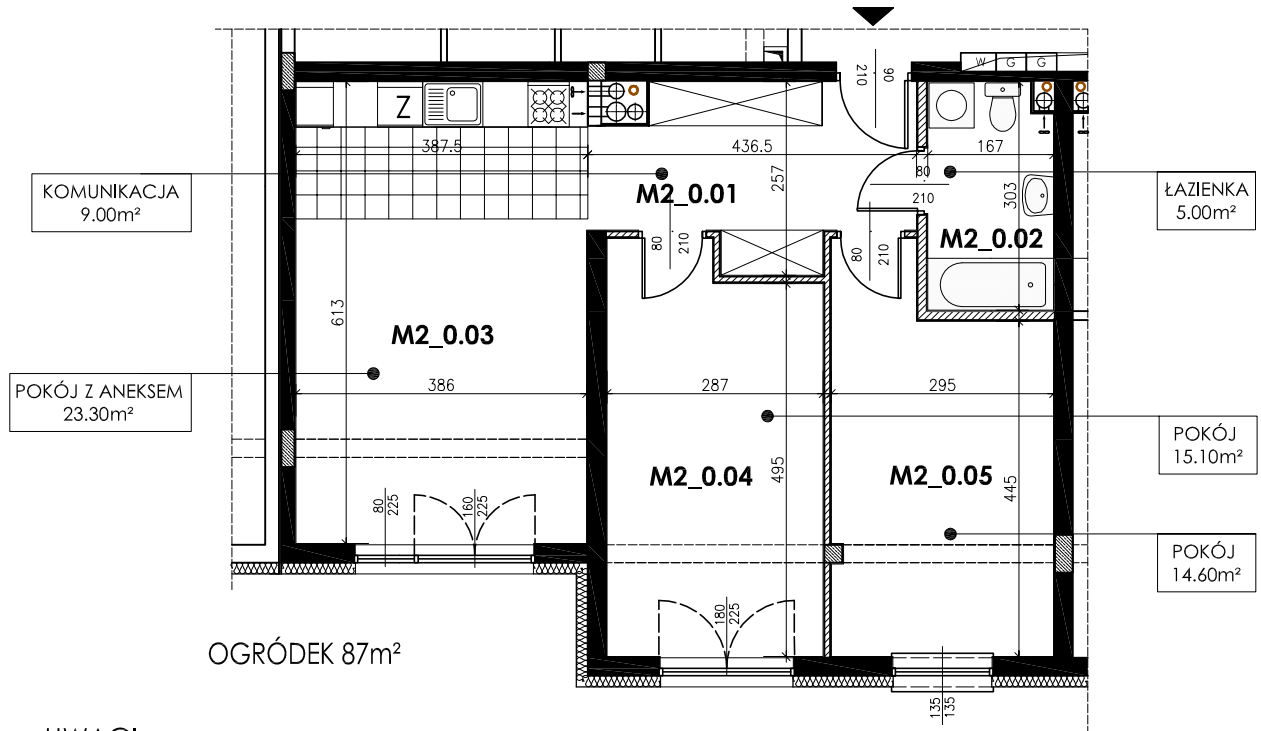 90
210
W G G
Z
387.5
436.5
167
KOMUNIKACJA
9.00m²
M2_0.01
257
80
210
303
ŁAZIENKA
5.00m²
M2_0.02
80
210
80
210
613
M2_0.03
POKÓJ Z ANEKSEM
23.30m²
386
287
295
POKÓJ
15.10m²
M2_0.04
495
M2_0.05
445
80
225
160
225
POKÓJ
14.60m²
180
225
OGRÓDEK 87m²
135
135